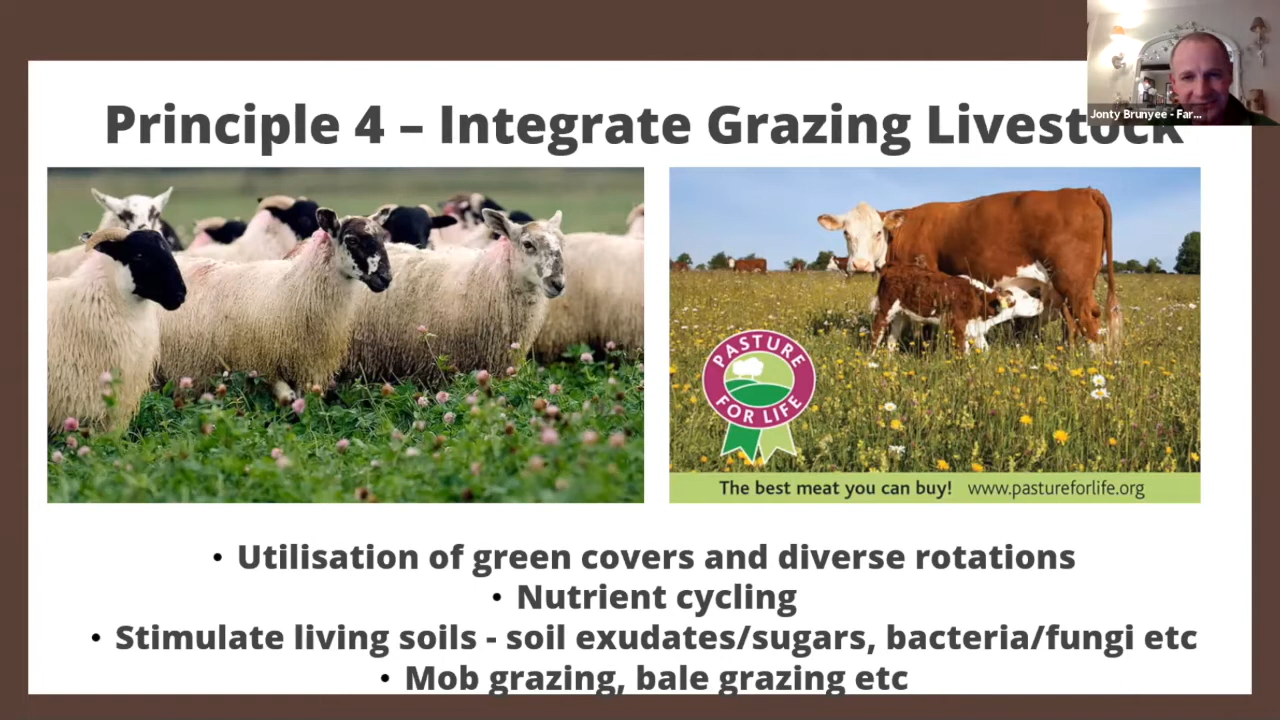 Jonty Brunyee - Far...
Principle 4 – Integrate Grazing Livestock
PASTURE
FOR LIFE
The best meat you can buy! www.pastureforlife.org
• Utilisation of green covers and diverse rotations
• Nutrient cycling
• Stimulate living soils - soil exudates/sugars, bacteria/fungi etc
• Mob grazing, bale grazing etc